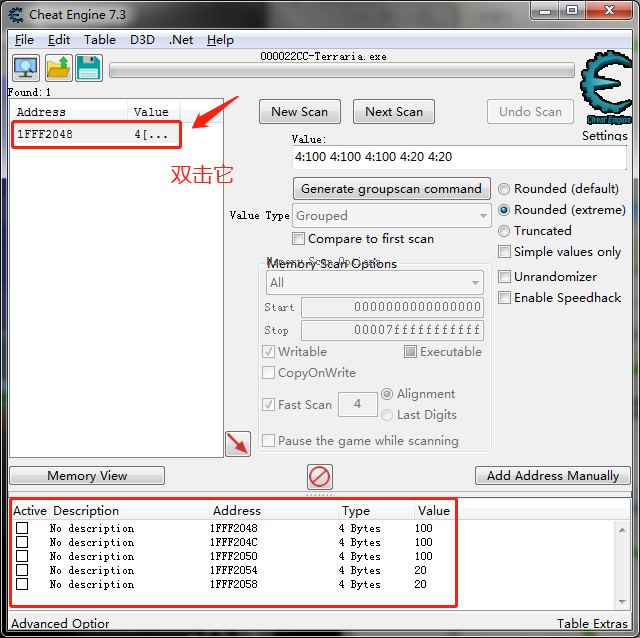 Cheat Engine 7.3
File Edit Table D3D .Net Help
000022CC-Terraria.exe
Found: 1
Address Value
1FFF2048 4[...
双击它
New Scan Next Scan Undo Scan
Cheat Engine
Settings
Value:
4:100 4:100 4:100 4:20 4:20
Generate groupscan command
Value Type Grouped
Compare to first scan
Rounded (default)
Rounded (extreme)
Truncated
Simple values only
Unrandomizer
Enable Speedhack
Memory Scan Options
All
Start 0000000000000000
Stop 00007fffffffffff
Writable Executable
CopyOnWrite
Fast Scan 4 Alignment
Last Digits
Pause the game while scanning
Memory View Add Address Manually
Active Description Address Type Value
No description 1FFF2048 4 Bytes 100
No description 1FFF204C 4 Bytes 100
No description 1FFF2050 4 Bytes 100
No description 1FFF2054 4 Bytes 20
No description 1FFF2058 4 Bytes 20
Advanced Optior Table Extras